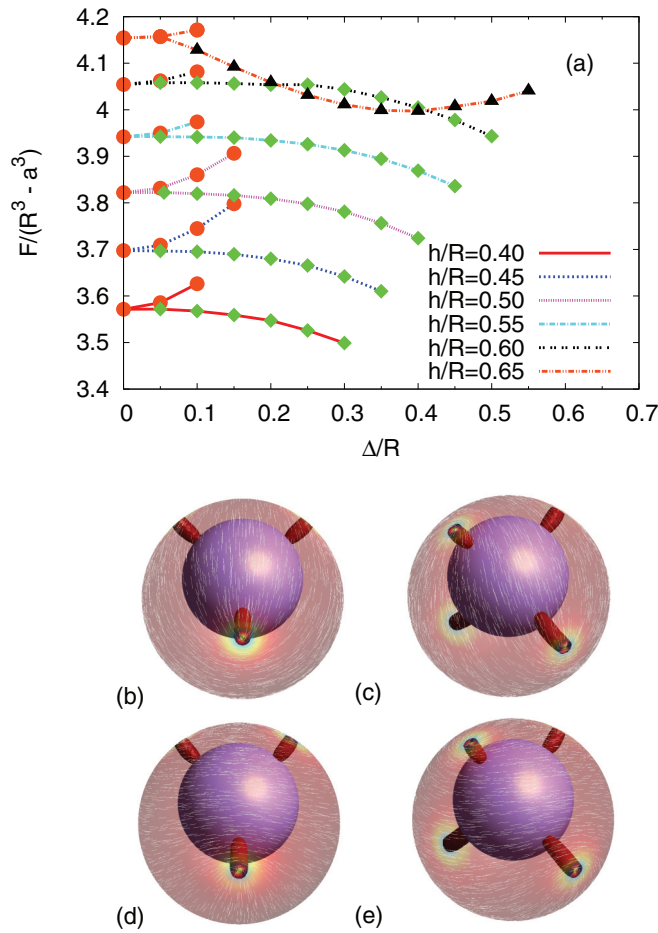 4.2
(a)
4.1
4
3.9
3.8
3.7
3.6
3.5
3.4
F/(R³ - a³)
h/R=0.40
h/R=0.45
h/R=0.50
h/R=0.55
h/R=0.60
h/R=0.65
0 0.1 0.2 0.3 0.4 0.5 0.6 0.7
Δ/R
(b) (c)
(d) (e)